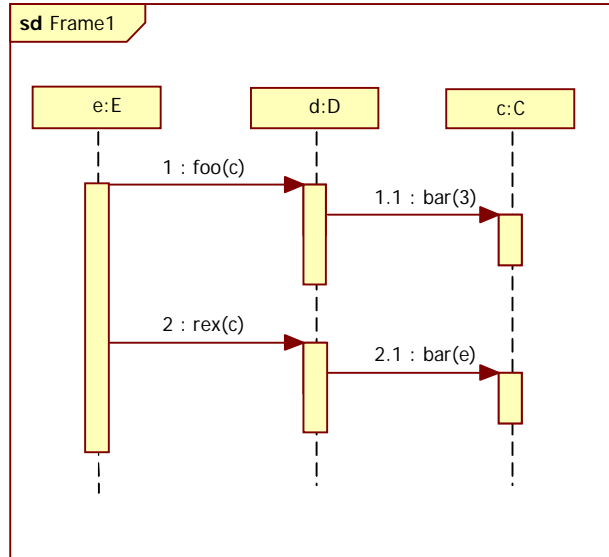 sd Frame1
e:E
d:D
c:C
1 : foo(c)
1.1 : bar(3)
2 : rex(c)
2.1 : bar(e)